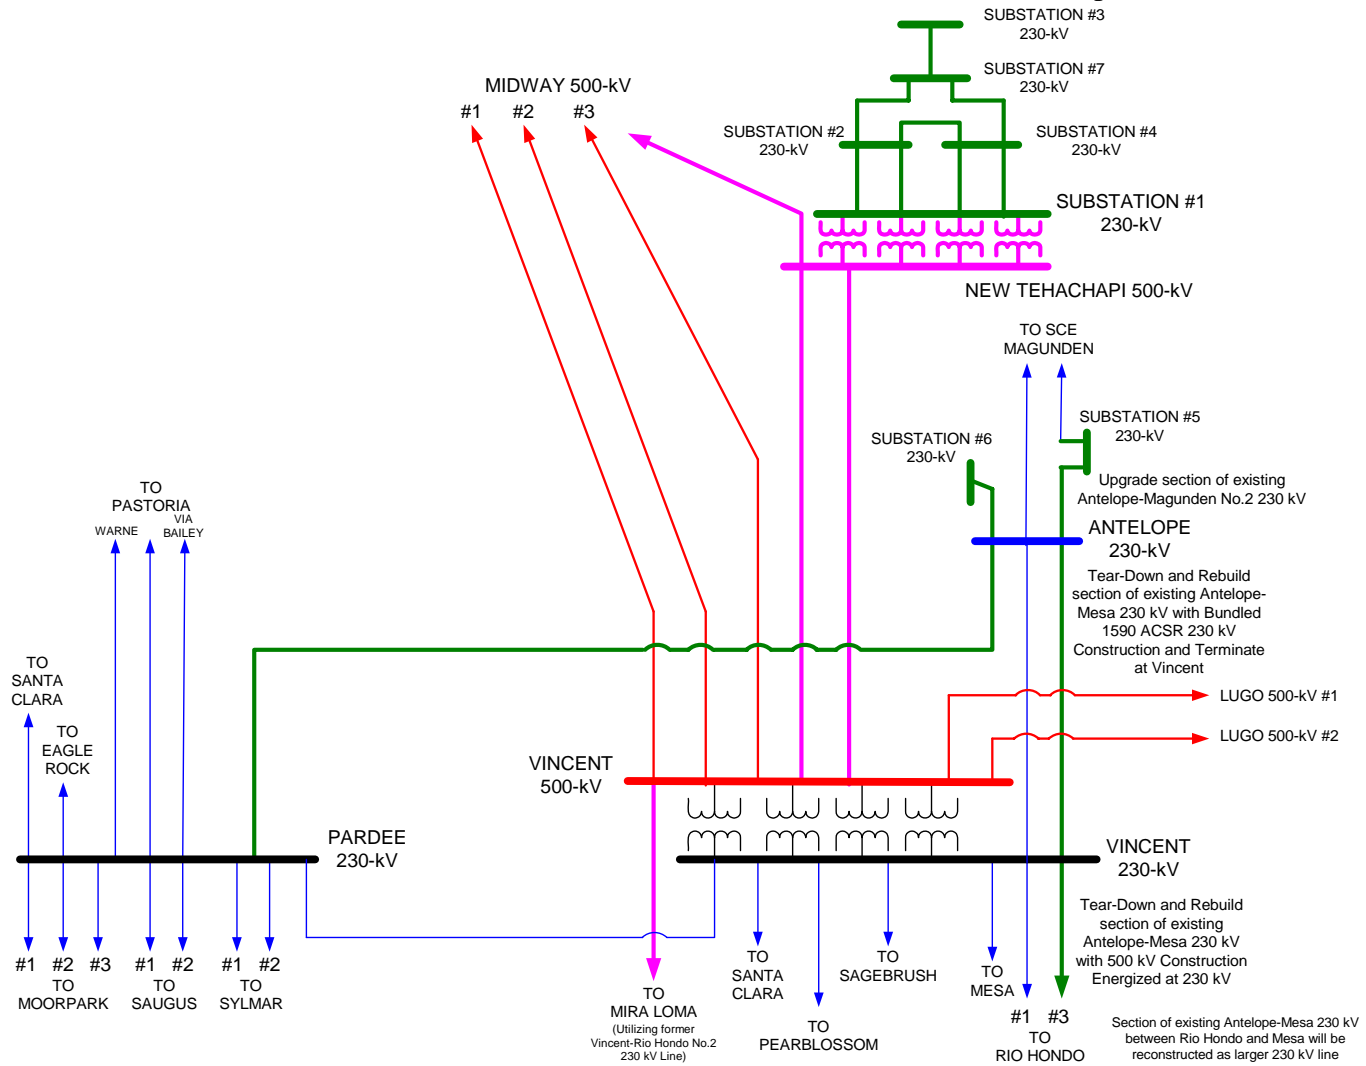 SUBSTATION #3
230-kV
SUBSTATION #7
230-kV
MIDWAY 500-kV
#1
#2
#3
SUBSTATION #2
230-kV
SUBSTATION #4
230-kV
SUBSTATION #1
230-kV
NEW TEHACHAPI 500-kV
TO SCE
MAGUNDEN
SUBSTATION #5
230-kV
SUBSTATION #6
230-kV
Upgrade section of existing
Antelope-Magunden No.2 230 kV
ANTELOPE
230-kV
Tear-Down and Rebuild
section of existing Antelope-
Mesa 230 kV with Bundled
1590 ACSR 230 kV
Construction and Terminate
at Vincent
TO
PASTORIA
WARNE
VIA
BAILEY
TO
SANTA
CLARA
TO
EAGLE
ROCK
LUGO 500-kV #1
LUGO 500-kV #2
VINCENT
500-kV
PARDEE
230-kV
VINCENT
230-kV
Tear-Down and Rebuild
section of existing
Antelope-Mesa 230 kV
with 500 kV Construction
Energized at 230 kV
#1
#2
#3
TO
MOORPARK
#1
#2
TO
SAUGUS
#1
#2
TO
SYLMAR
TO
MIRA LOMA
(Utilizing former
Vincent-Rio Hondo No.2
230 kV Line)
TO
SANTA
CLARA
TO
PEARBLOSSOM
TO
SAGEBRUSH
TO
MESA
#1
#3
TO
RIO HONDO
Section of existing Antelope-Mesa 230 kV
between Rio Hondo and Mesa will be
reconstructed as larger 230 kV line